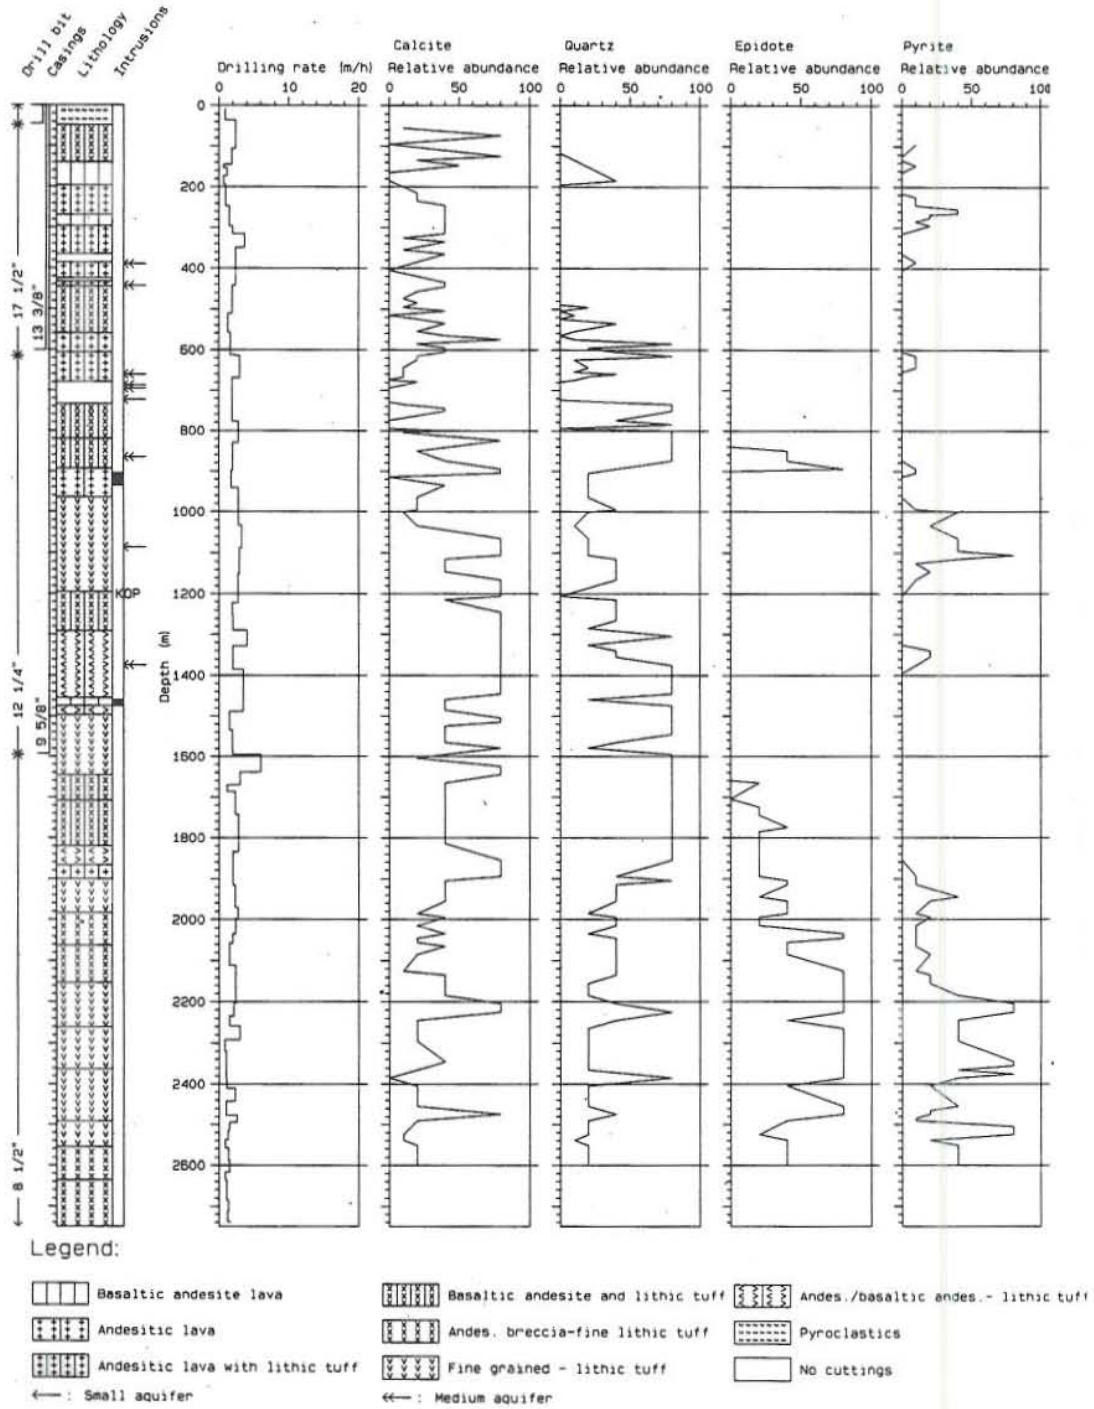 Drill bit
Casings
Lithology
Intrusions
Calcite Quartz Epidote Pyrite
Drilling rate (m/h) Relative abundance Relative abundance Relative abundance Relative abundance
0 10 20 0 50 100 0 50 100 0 50 100 0 50 100
0
200
400
600
800
1000
1200
1400
1600
1800
2000
2200
2400
2600
Depth (m)
17 1/2"
13 3/8"
12 1/4"
9 5/8"
8 1/2"
KOP
Legend:
Basaltic andesite lava Basaltic andesite and lithic tuff Andes./basaltic andes.- lithic tuff
Andesitic lava Andes. breccia-fine lithic tuff Pyroclastics
Andesitic lava with lithic tuff Fine grained - lithic tuff No cuttings
: Small aquifer : Medium aquifer